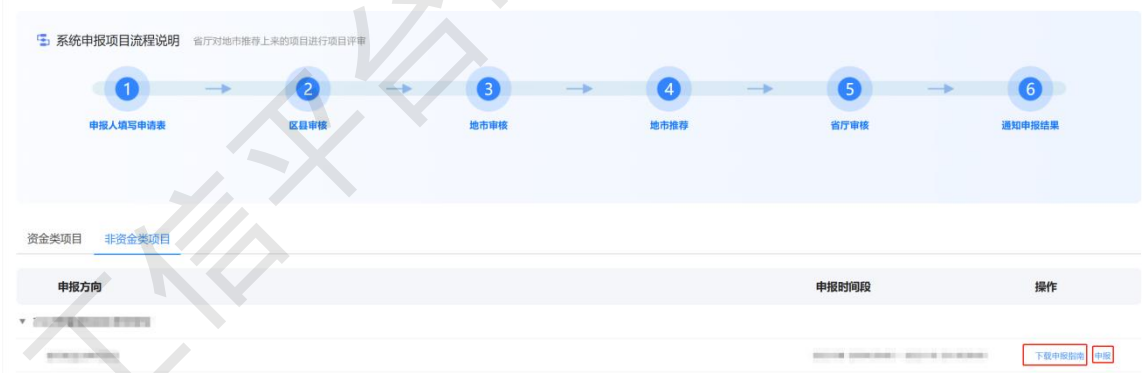 系统申报项目流程说明 省厅对地市推荐上来的项目进行项目评审
1 2 3 4 5 6
申报人填写申请表 区县审核 地市审核 地市推荐 省厅审核 通知申报结果
资金类项目 非资金类项目
申报方向 申报时间段 操作
下载申报指南 申报
工信平台